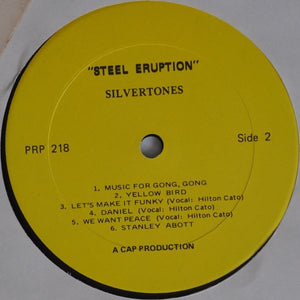 "STEEL ERUPTION"
SILVERTONES
PRP 218
Side 2
1. MUSIC FOR GONG, GONG
2. YELLOW BIRD
3. LET'S MAKE IT FUNKY (Vocal: Hilton Cato)
4. DANIEL (Vocal: Hilton Cato)
5. WE WANT PEACE (Vocal: Hilton Cato)
6. STANLEY ABOTT
A CAP-PRODUCTION